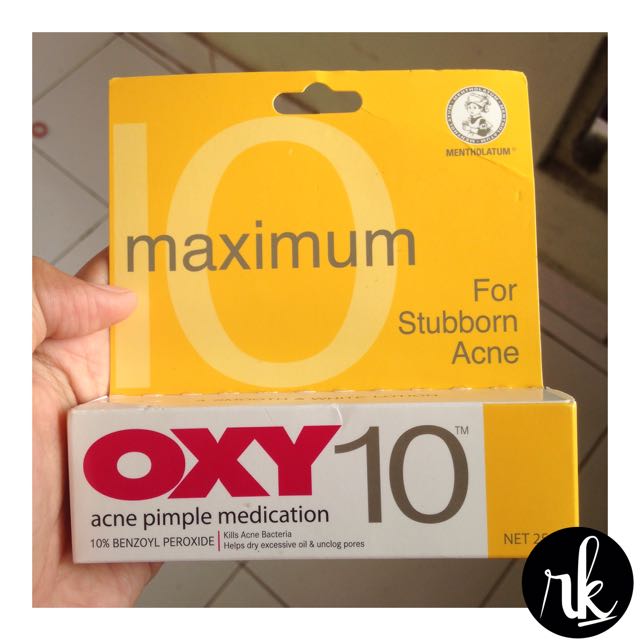 10
MENTHOLATUM®
maximum
For
Stubborn
Acne
OXY10™
acne pimple medication
10% BENZOYL PEROXIDE
Kills Acne Bacteria
Helps dry excessive oil & unclog pores
NET
rk